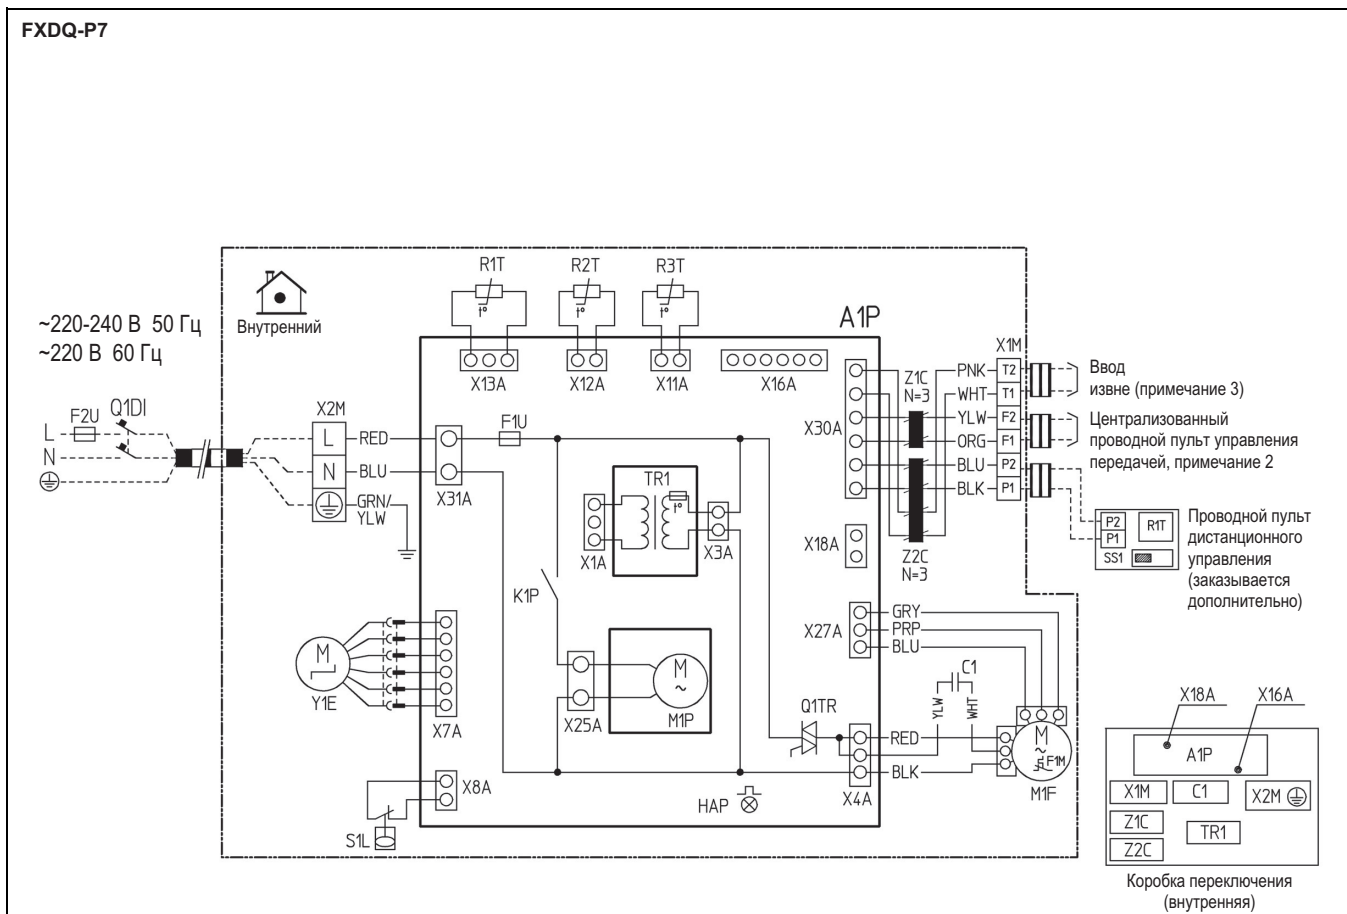 FXDQ-P7
Внутренний
~220-240 В 50 Гц
~220 В 60 Гц
L
N
F2U
Q1DI
X2M
L
N
RED
BLU
GRN/
YLW
R1T
t°
R2T
t°
R3T
t°
A1P
X13A
X12A
X11A
X16A
X31A
F1U
TR1
t°
X1A
X3A
K1P
X30A
X18A
X27A
Z1C
N=3
Z2C
N=3
PNK
WHT
YLW
ORG
BLU
BLK
X1M
T2
T1
F2
F1
P2
P1
Ввод
извне (примечание 3)
Централизованный
проводной пульт управления
передачей, примечание 2
P2
P1
R1T
SS1
Проводной пульт
дистанционного
управления
(заказывается
дополнительно)
GRY
PRP
BLU
M
Y1E
X7A
X25A
M
~
M1P
Q1TR
YLW
C1
WHT
RED
BLK
X4A
M
~
F1M
M1F
X8A
S1L
HAP
X18A
X16A
A1P
X1M
C1
X2M
Z1C
TR1
Z2C
Коробка переключения
(внутренняя)